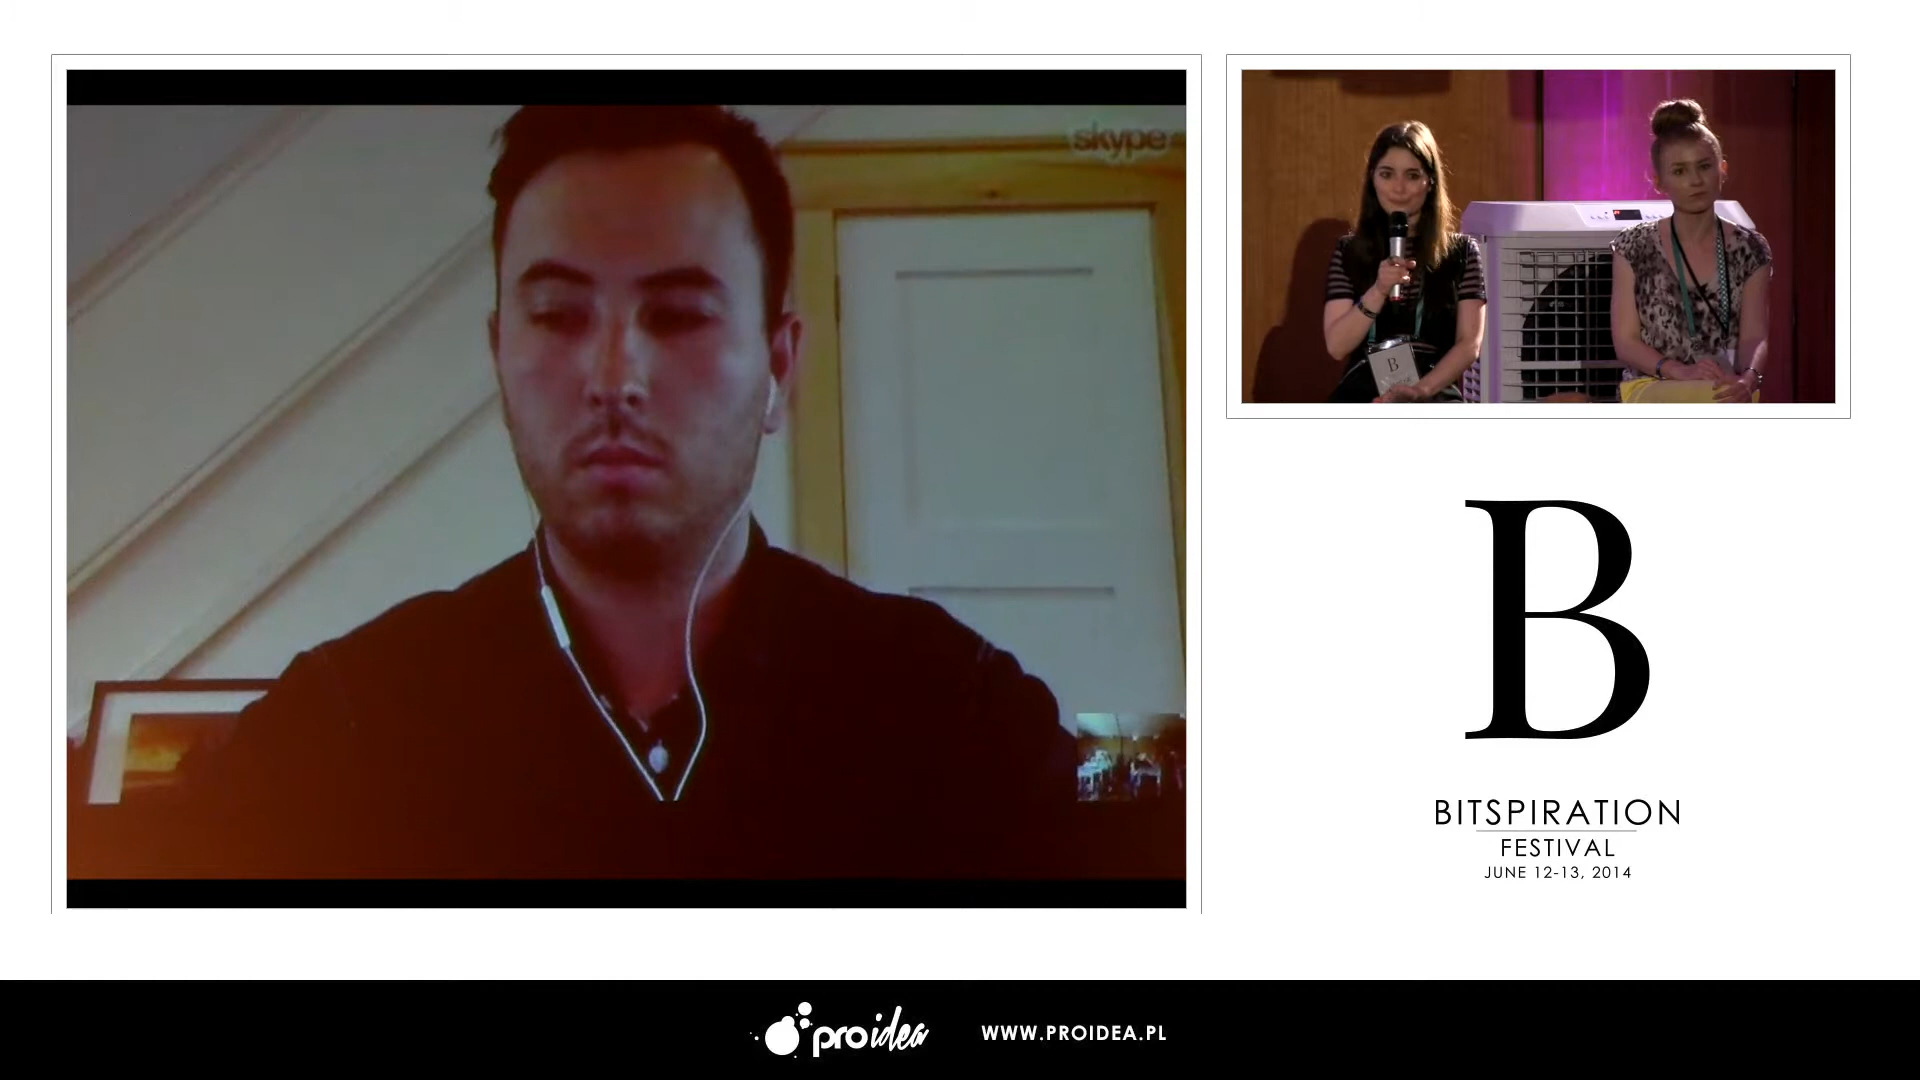 skype
B
B
BITSPIRATION
FESTIVAL
JUNE 12-13, 2014
proidea
WWW.PROIDEA.PL